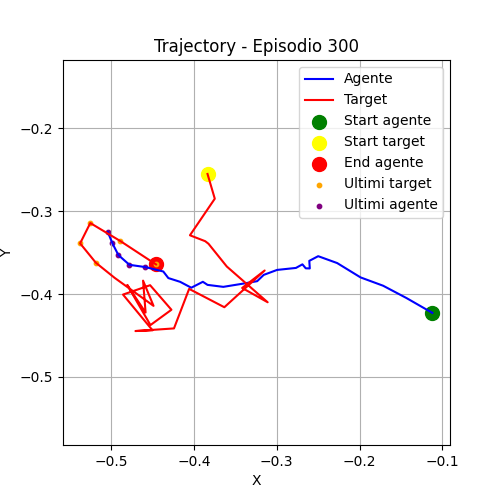 Trajectory - Episodio 300
Agente
Target
Start agente
Start target
End agente
Ultimi target
Ultimi agente
Y
−0.2
−0.3
−0.4
−0.5
−0.5
−0.4
−0.3
−0.2
−0.1
X